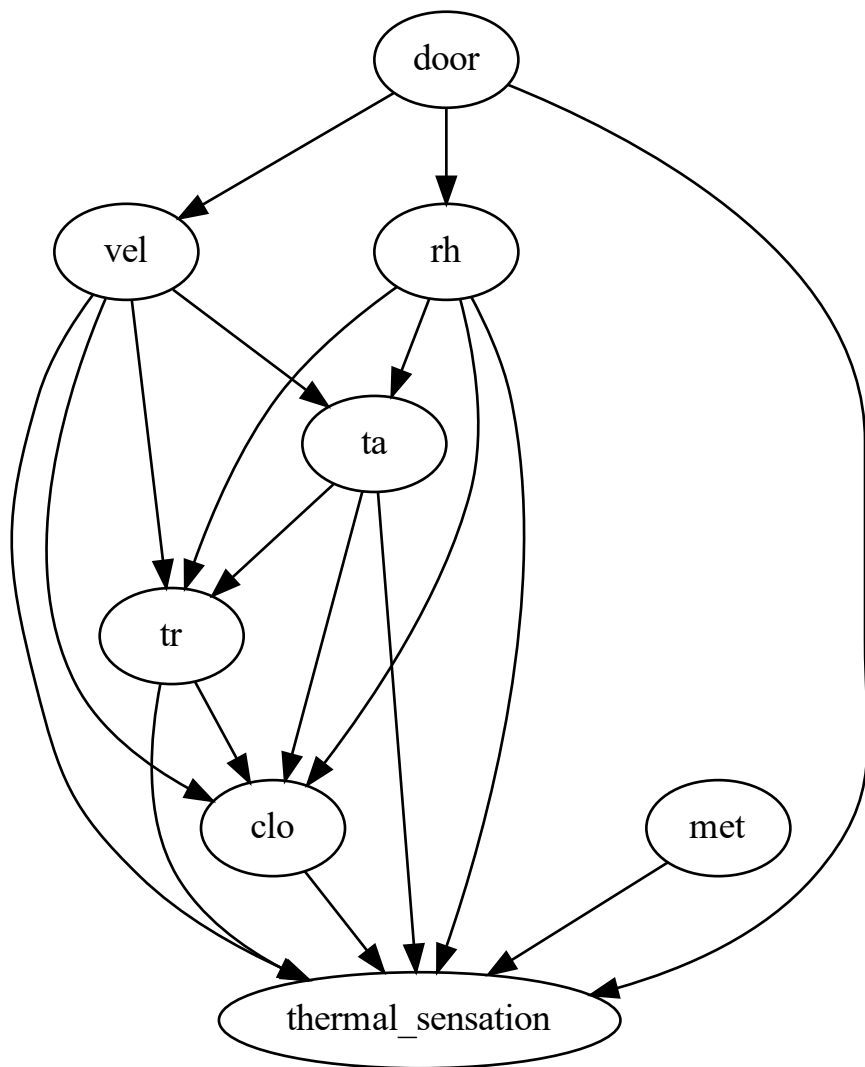 door
vel
rh
ta
tr
clo
met
thermal_sensation